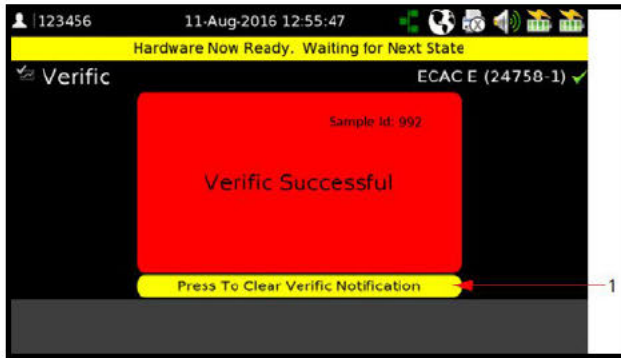 123456 11-Aug-2016 12:55:47
Hardware Now Ready. Waiting for Next State
Verific ECAC E (24758-1)
Sample Id: 992
Verific Successful
Press To Clear Verific Notification
1